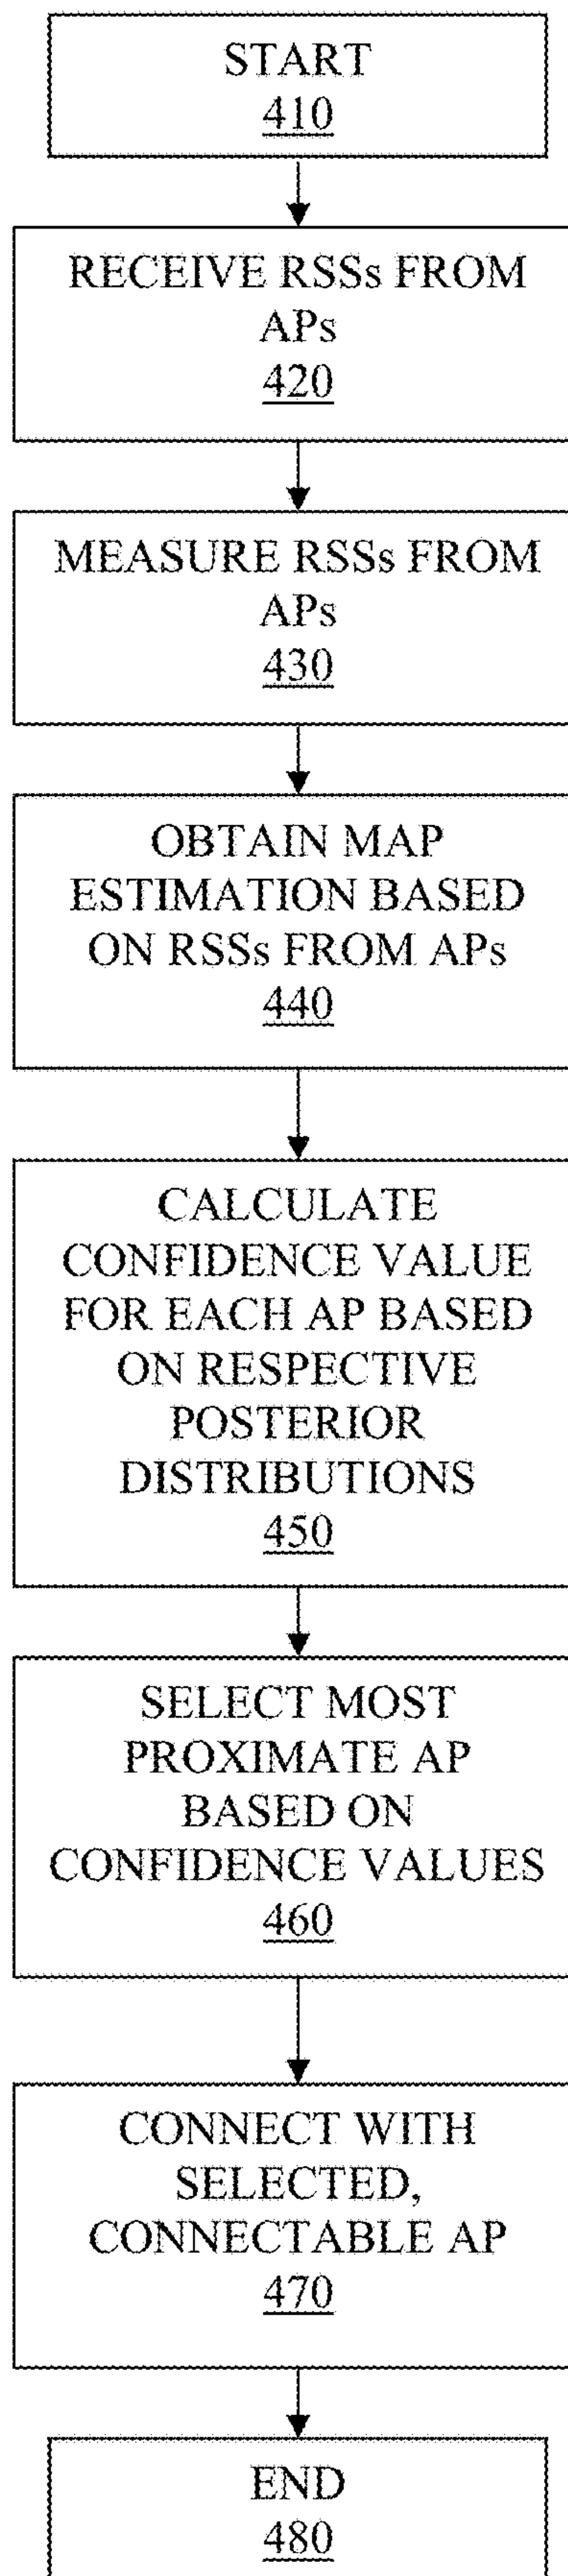 START
410
RECEIVE RSSs FROM
APs
420
MEASURE RSSs FROM
APs
430
OBTAIN MAP
ESTIMATION BASED
ON RSSs FROM APs
440
CALCULATE
CONFIDENCE VALUE
FOR EACH AP BASED
ON RESPECTIVE
POSTERIOR
DISTRIBUTIONS
450
SELECT MOST
PROXIMATE AP
BASED ON
CONFIDENCE VALUES
460
CONNECT WITH
SELECTED,
CONNECTABLE AP
470
END
480